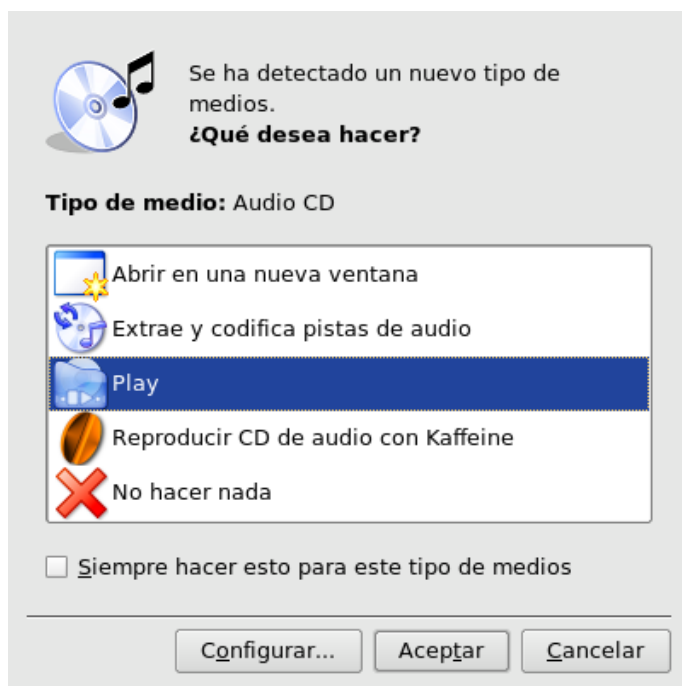 Se ha detectado un nuevo tipo de
medios.
¿Qué desea hacer?
Tipo de medio: Audio CD
Abrir en una nueva ventana
Extrae y codifica pistas de audio
Play
Reproducir CD de audio con Kaffeine
No hacer nada
Siempre hacer esto para este tipo de medios
Configurar... Aceptar Cancelar